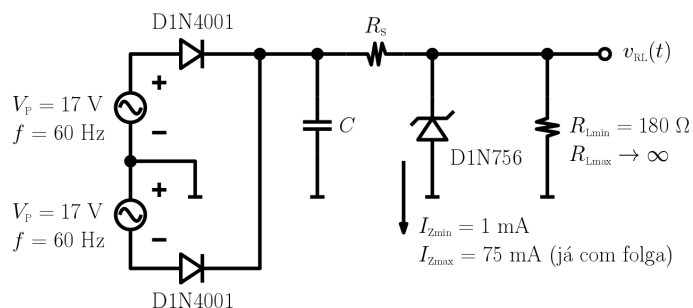 D1N4001
V_P = 17 V
f = 60 Hz
+
−
R_S
v_RL(t)
C
D1N756
R_Lmin = 180 Ω
R_Lmax → ∞
+
V_P = 17 V
f = 60 Hz
−
I_Zmin = 1 mA
I_Zmax = 75 mA (já com folga)
D1N4001